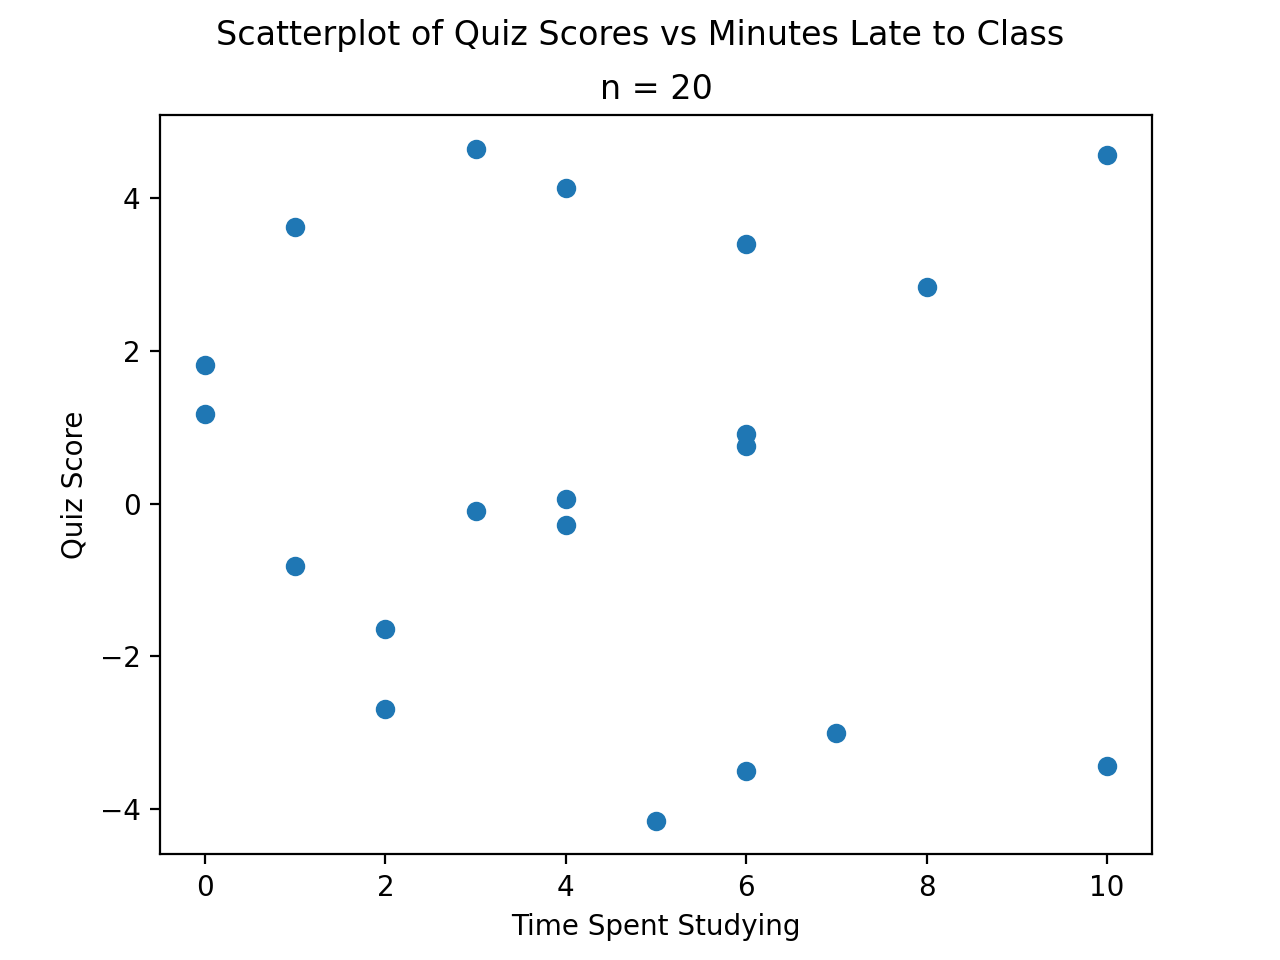 Scatterplot of Quiz Scores vs Minutes Late to Class
n = 20
4
2
0
−2
−4
Quiz Score
0 2 4 6 8 10
Time Spent Studying